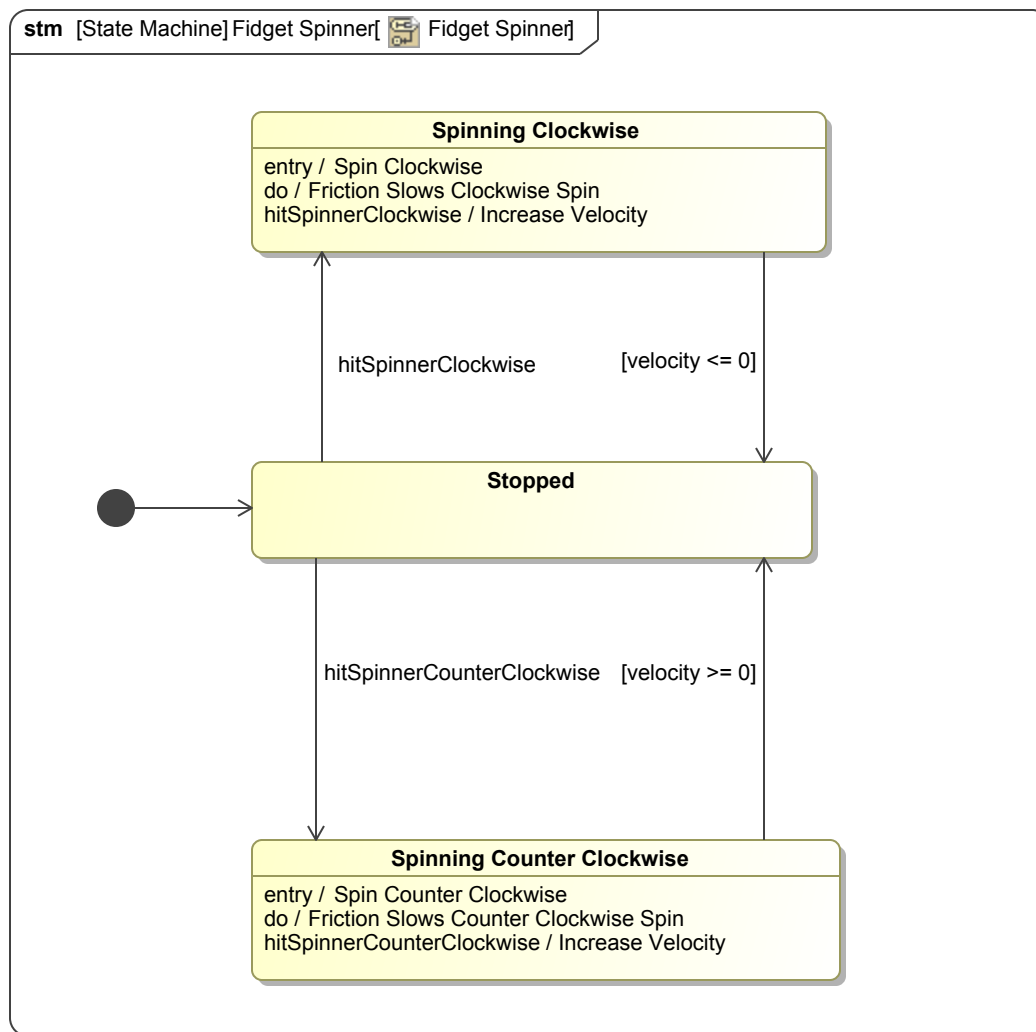 stm [State Machine] Fidget Spinner[ Fidget Spinner]
Spinning Clockwise
entry / Spin Clockwise
do / Friction Slows Clockwise Spin
hitSpinnerClockwise / Increase Velocity
hitSpinnerClockwise
[velocity <= 0]
Stopped
hitSpinnerCounterClockwise
[velocity >= 0]
Spinning Counter Clockwise
entry / Spin Counter Clockwise
do / Friction Slows Counter Clockwise Spin
hitSpinnerCounterClockwise / Increase Velocity